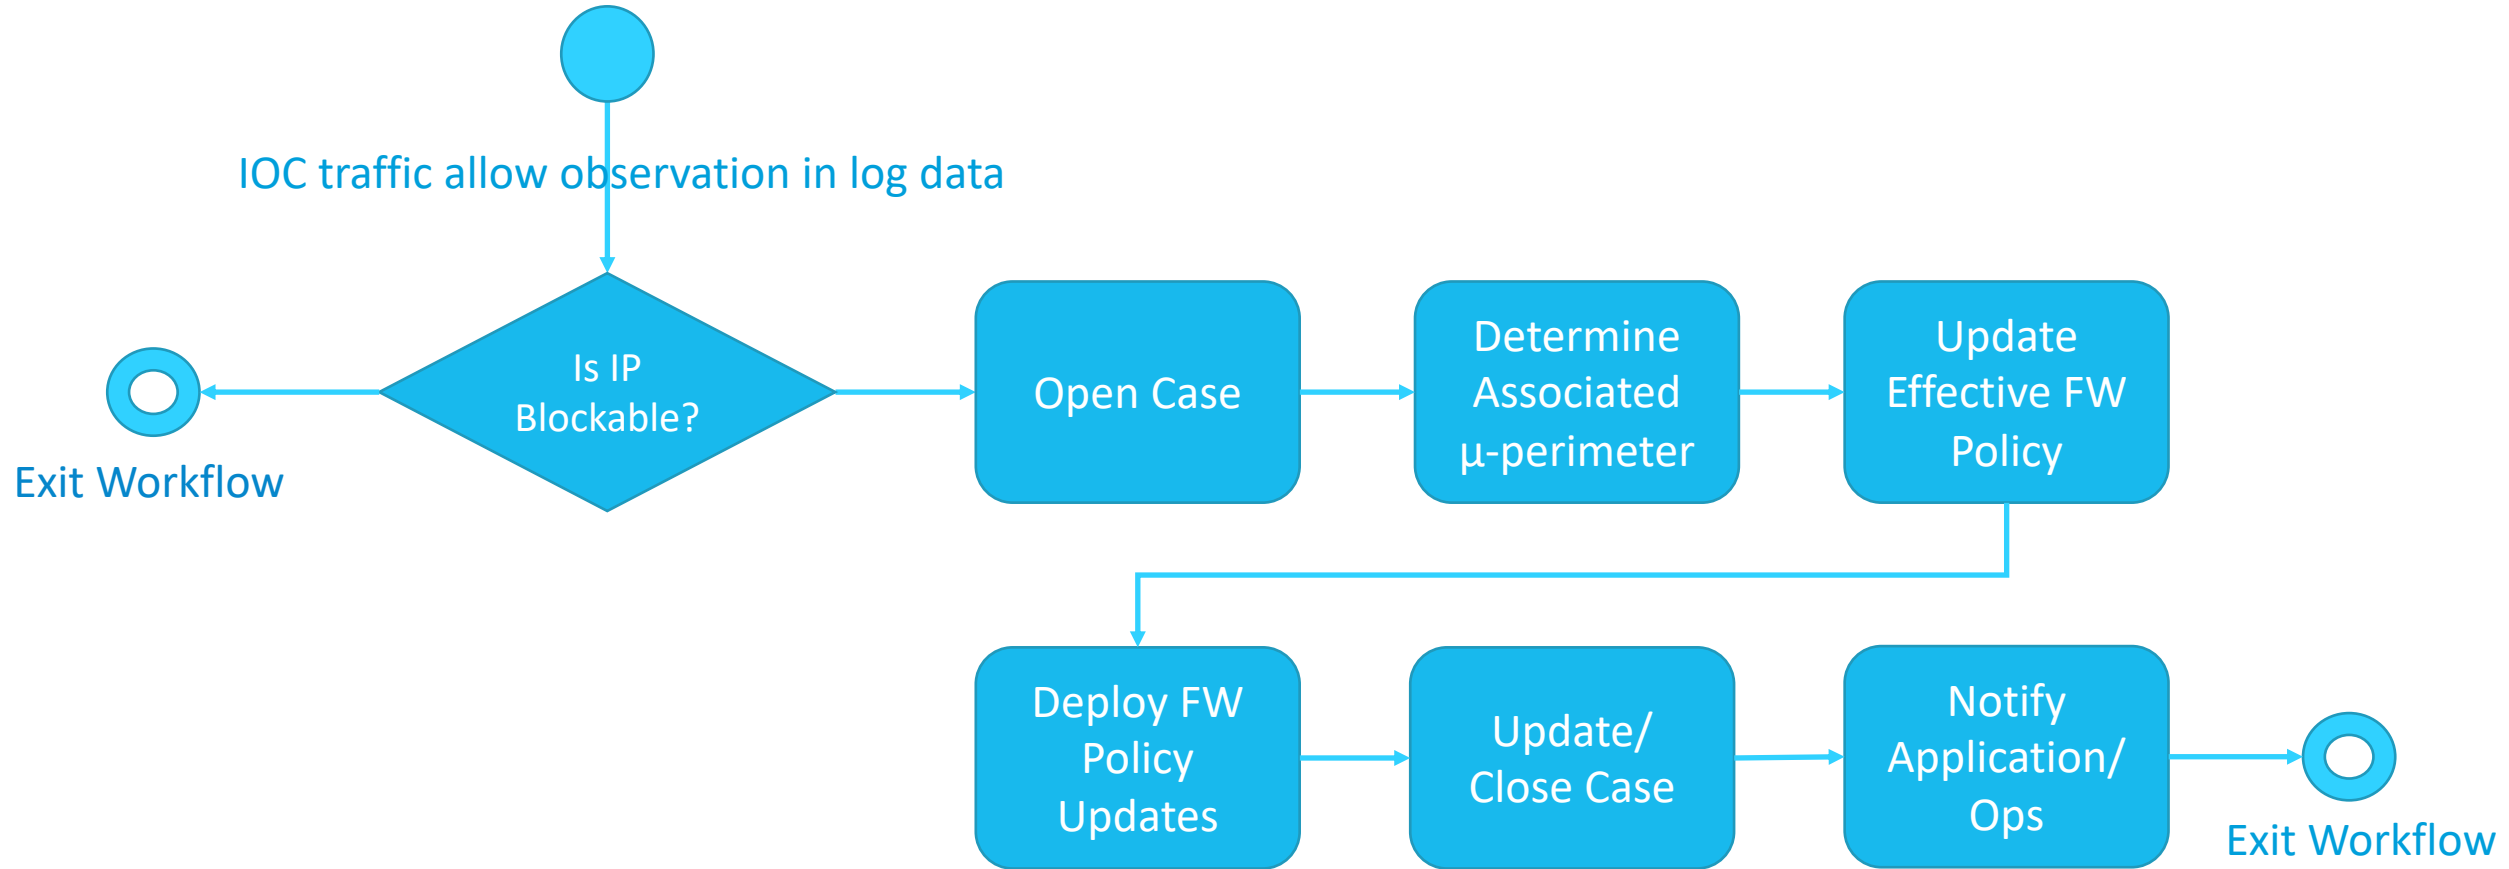 IOC traffic allow observation in log data
Is IP
Blockable?
Exit Workflow
Open Case
Determine
Associated
µ-perimeter
Update
Effective FW
Policy
Deploy FW
Policy
Updates
Update/
Close Case
Notify
Application/
Ops
Exit Workflow